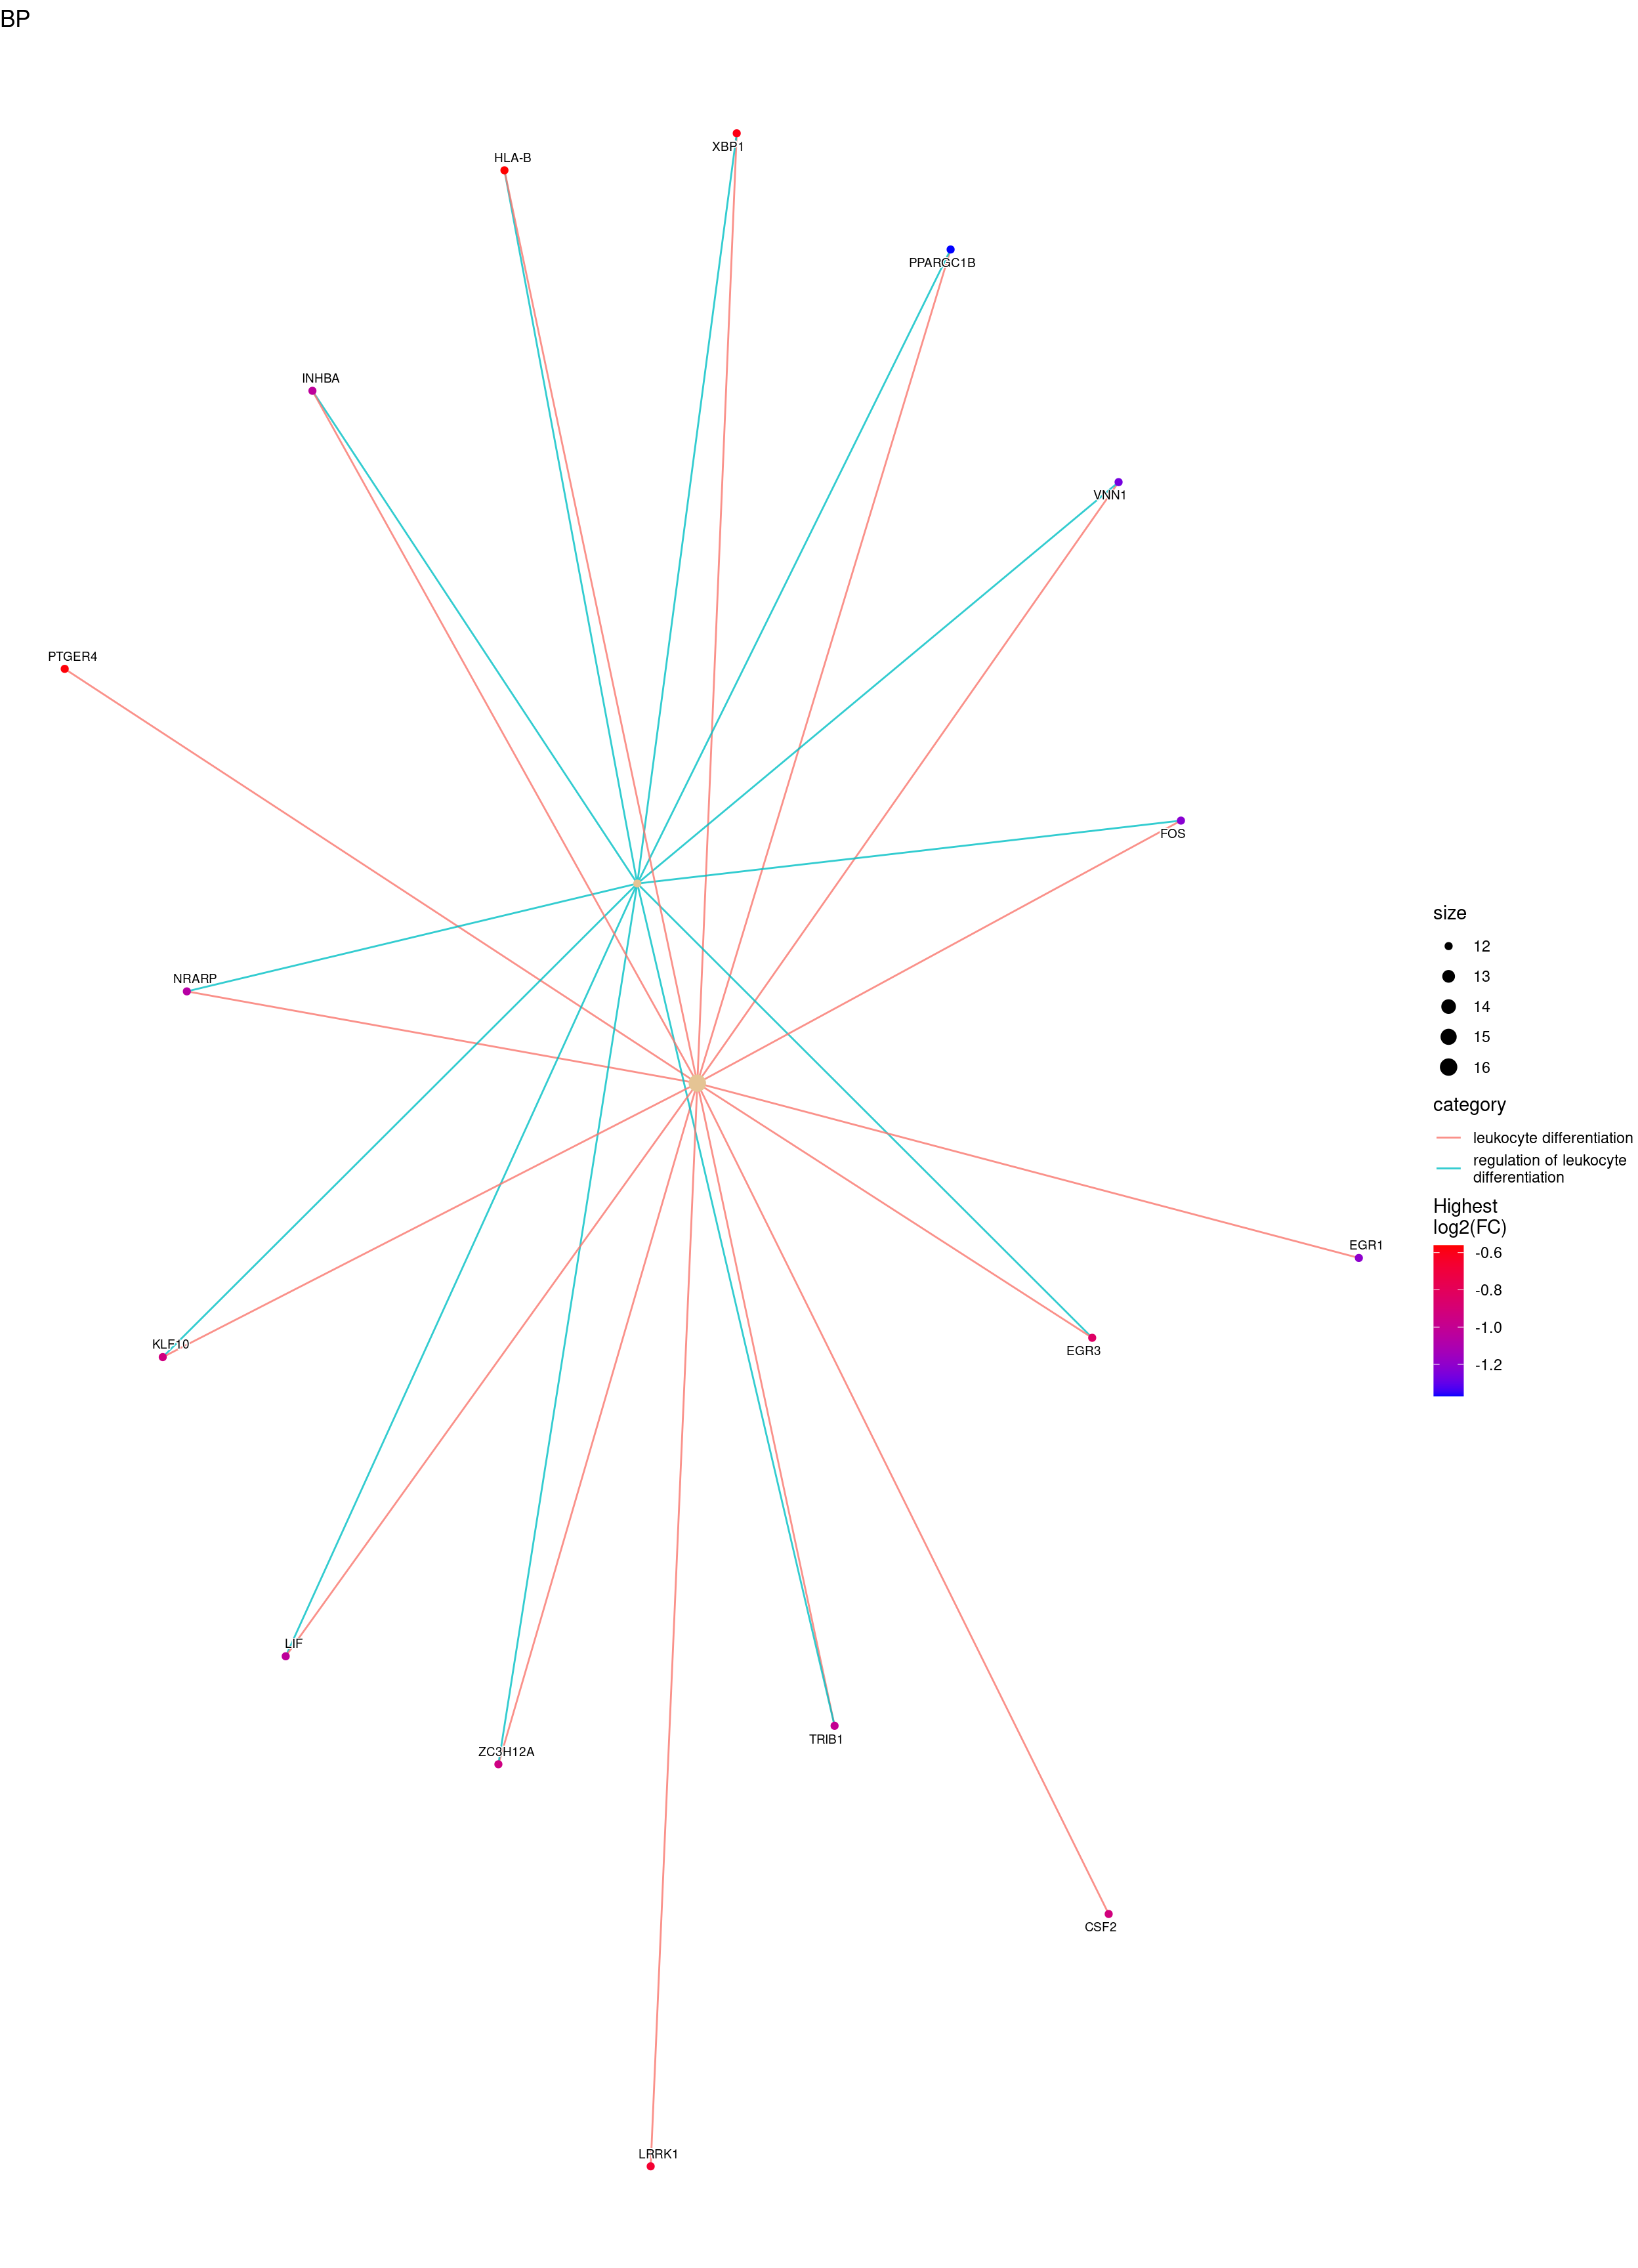 BP
XBP1
HLA-B
PPARGC1B
INHBA
VNN1
PTGER4
FOS
NRARP
EGR1
KLF10
EGR3
LIF
TRIB1
ZC3H12A
CSF2
LRRK1
size
12
13
14
15
16
category
leukocyte differentiation
regulation of leukocyte
differentiation
Highest
log2(FC)
-0.6
-0.8
-1.0
-1.2